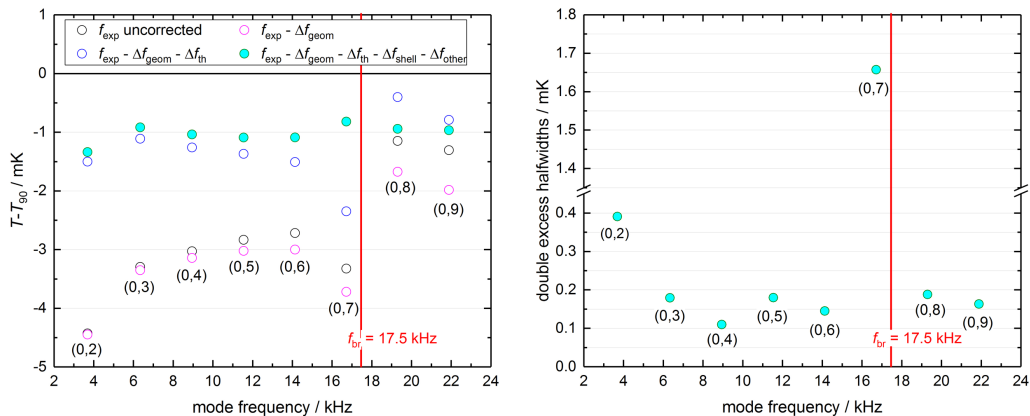 f_exp uncorrected
f_exp - Δf_geom
f_exp - Δf_geom - Δf_th
f_exp - Δf_geom - Δf_th - Δf_shell - Δf_other
1
0
-1
-2
-3
-4
-5
T-T_90 / mK
(0,2)
(0,3)
(0,4)
(0,5)
(0,6)
(0,7)
(0,8)
(0,9)
f_br = 17.5 kHz
2 4 6 8 10 12 14 16 18 20 22 24
mode frequency / kHz
1.8
1.7
1.6
1.5
1.4
0.4
0.3
0.2
0.1
0.0
double excess halfwidths / mK
(0,2)
(0,3)
(0,4)
(0,5)
(0,6)
(0,7)
(0,8)
(0,9)
f_br = 17.5 kHz
2 4 6 8 10 12 14 16 18 20 22 24
mode frequency / kHz